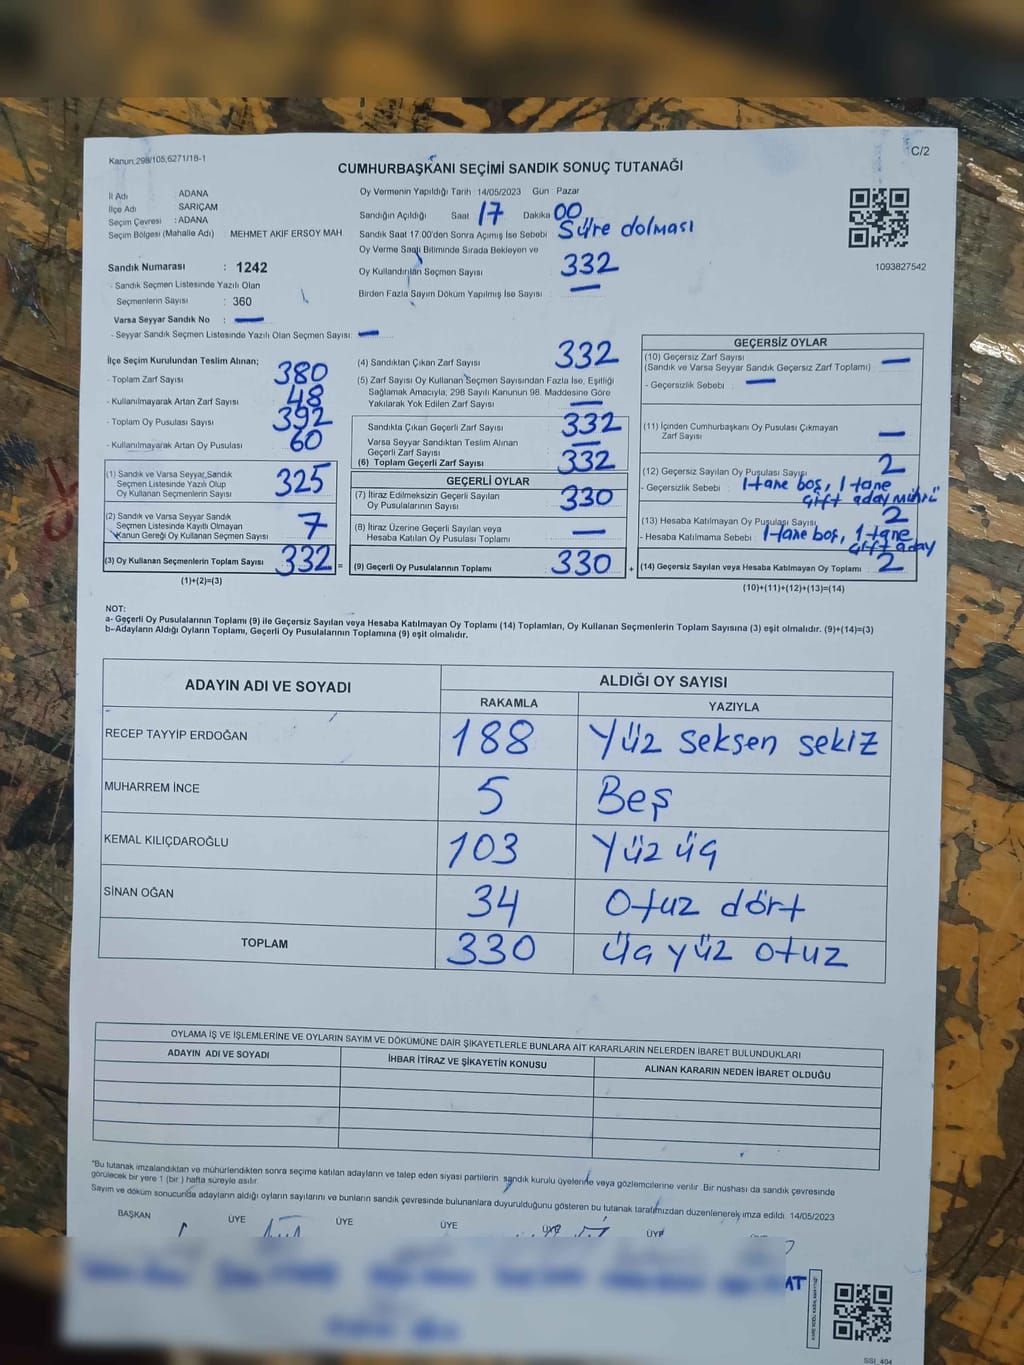 Kanun,298/105;6271/18-1
C/2
CUMHURBAŞKANI SEÇİMİ SANDIK SONUÇ TUTANAĞI
İl Adı : ADANA
İlçe Adı : SARIÇAM
Seçim Çevresi : ADANA
Seçim Bölgesi (Mahalle Adı) : MEHMET AKIF ERSOY MAH
Sandık Numarası : 1242
- Sandık Seçmen Listesinde Yazılı Olan
Seçmenlerin Sayısı : 360
Varsa Seyyar Sandık No : —
- Seyyar Sandık Seçmen Listesinde Yazılı Olan Seçmen Sayısı: —
Oy Vermenin Yapıldığı Tarih : 14/05/2023 Gün Pazar
Sandığın Açıldığı Saat 17 Dakika 00
Sandık Saat 17.00'den Sonra Açımış İse Sebebi : Süre dolması
Oy Verme Saati Bitiminde Sırada Bekleyen ve
Oy Kullandırılan Seçmen Sayısı : 332
Birden Fazla Sayım Döküm Yapılmış İse Sayısı : —
1093827542
İlçe Seçim Kurulundan Teslim Alınan;
- Toplam Zarf Sayısı : 380
- Kullanılmayarak Artan Zarf Sayısı : 48
- Toplam Oy Pusulası Sayısı : 392
- Kullanılmayarak Artan Oy Pusulası : 60
(1) Sandık ve Varsa Seyyar Sandık
Seçmen Listesinde Yazılı Olup
Oy Kullanan Seçmenlerin Sayısı : 325
(2) Sandık ve Varsa Seyyar Sandık
Seçmen Listesinde Kayıtlı Olmayan
Kanun Gereği Oy Kullanan Seçmen Sayısı : 7
(3) Oy Kullanan Seçmenlerin Toplam Sayısı : 332 =
(1)+(2)=(3)
(4) Sandıktan Çıkan Zarf Sayısı : 332
(5) Zarf Sayısı Oy Kullanan Seçmen Sayısından Fazla İse, Eşitliği
Sağlamak Amacıyla, 298 Sayılı Kanunun 98. Maddesine Göre
Yakılarak Yok Edilen Zarf Sayısı : —
Sandıkta Çıkan Geçerli Zarf Sayısı : 332
Varsa Seyyar Sandıktan Teslim Alınan
Geçerli Zarf Sayısı : —
(6) Toplam Geçerli Zarf Sayısı : 332
GEÇERLİ OYLAR
(7) İtiraz Edilmeksizin Geçerli Sayılan
Oy Pusulalarının Sayısı : 330
(8) İtiraz Üzerine Geçerli Sayılan veya
Hesaba Katılan Oy Pusulası Toplamı : —
(9) Geçerli Oy Pusulalarının Toplamı : 330 +
GEÇERSİZ OYLAR
(10) Geçersiz Zarf Sayısı : —
(Sandık ve Varsa Seyyar Sandık Geçersiz Zarf Toplamı)
- Geçersizlik Sebebi : —
(11) İçinden Cumhurbaşkanı Oy Pusulası Çıkmayan
Zarf Sayısı : —
(12) Geçersiz Sayılan Oy Pusulası Sayısı : 2
- Geçersizlik Sebebi : 1 tane boş, 1 tane
çift aday mührü
(13) Hesaba Katılmayan Oy Pusulası Sayısı : 2
- Hesaba Katılmama Sebebi : 1 tane boş, 1 tane
çift aday
(14) Geçersiz Sayılan veya Hesaba Katılmayan Oy Toplamı : 2
(10)+(11)+(12)+(13)=(14)
NOT:
a- Geçerli Oy Pusulalarının Toplamı (9) ile Geçersiz Sayılan veya Hesaba Katılmayan Oy Toplamı (14) Toplamları, Oy Kullanan Seçmenlerin Toplam Sayısına (3) eşit olmalıdır. (9)+(14)=(3)
b- Adayların Aldığı Oyların Toplamı, Geçerli Oy Pusulalarının Toplamına (9) eşit olmalıdır.
ADAYIN ADI VE SOYADI ALDIĞI OY SAYISI
RAKAMLA YAZIYLA
RECEP TAYYİP ERDOĞAN 188 Yüz seksen sekiz
MUHARREM İNCE 5 Beş
KEMAL KILIÇDAROĞLU 103 Yüz üç
SİNAN OĞAN 34 Otuz dört
TOPLAM 330 Üç yüz otuz
OYLAMA İŞ VE İŞLEMLERİNE VE OYLARIN SAYIM VE DÖKÜMÜNE DAİR ŞİKAYETLERLE BUNLARA AİT KARARLARIN NELERDEN İBARET BULUNDUKLARI
ADAYIN ADI VE SOYADI İHBAR İTİRAZ VE ŞİKAYETİN KONUSU ALINAN KARARIN NEDEN İBARET OLDUĞU
"Bu tutanak imzalandıktan ve mühürlendikten sonra seçime katılan adayların ve talep eden siyasi partilerin sandık kurulu üyelerine veya gözlemcilerine verilir. Bir nüshası da sandık çevresinde
görülecek bir yere 1 (bir ) hafta süreyle asılır.
Sayım ve döküm sonucunda adayların aldığı oyların sayılarını ve bunların sandık çevresinde bulunanlara duyurulduğunu gösteren bu tutanak tarafımızdan düzenlenerek imza edildi. 14/05/2023
BAŞKAN ÜYE ÜYE ÜYE ÜYE ÜYE
AT
SSI_404